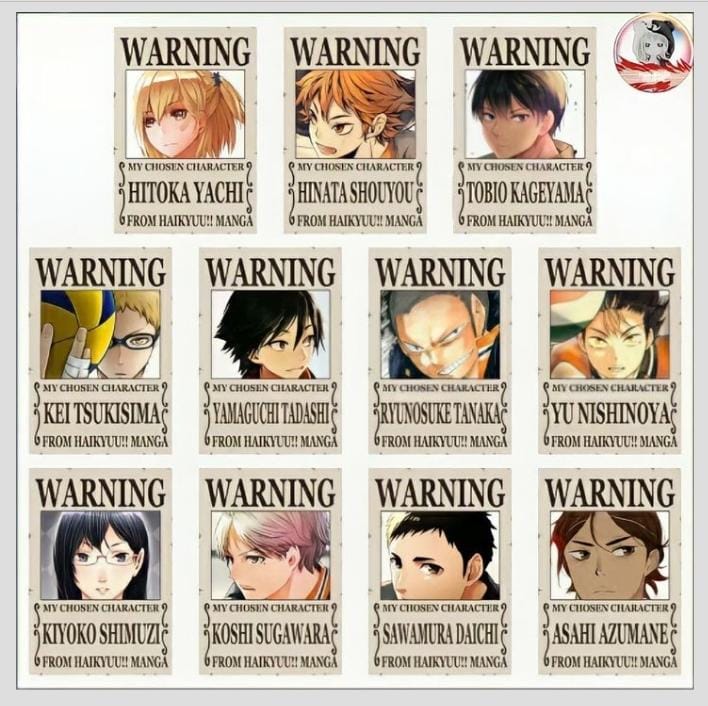 WARNING
MY CHOSEN CHARACTER
HITOKA YACHI
FROM HAIKYUU!! MANGA
WARNING
MY CHOSEN CHARACTER
HINATA SHOUYOU
FROM HAIKYUU!! MANGA
WARNING
MY CHOSEN CHARACTER
TOBIO KAGEYAMA
FROM HAIKYUU!! MANGA
WARNING
MY CHOSEN CHARACTER
KEI TSUKISIMA
FROM HAIKYUU!! MANGA
WARNING
MY CHOSEN CHARACTER
YAMAGUCHI TADASHI
FROM HAIKYUU!! MANGA
WARNING
MY CHOSEN CHARACTER
RYUNOSUKE TANAKA
FROM HAIKYUU!! MANGA
WARNING
MY CHOSEN CHARACTER
YU NISHINOYA
FROM HAIKYUU!! MANGA
WARNING
MY CHOSEN CHARACTER
KIYOKO SHIMUZI
FROM HAIKYUU!! MANGA
WARNING
MY CHOSEN CHARACTER
KOSHI SUGAWARA
FROM HAIKYUU!! MANGA
WARNING
MY CHOSEN CHARACTER
SAWAMURA DAICHI
FROM HAIKYUU!! MANGA
WARNING
MY CHOSEN CHARACTER
ASAHI AZUMANE
FROM HAIKYUU!! MANGA